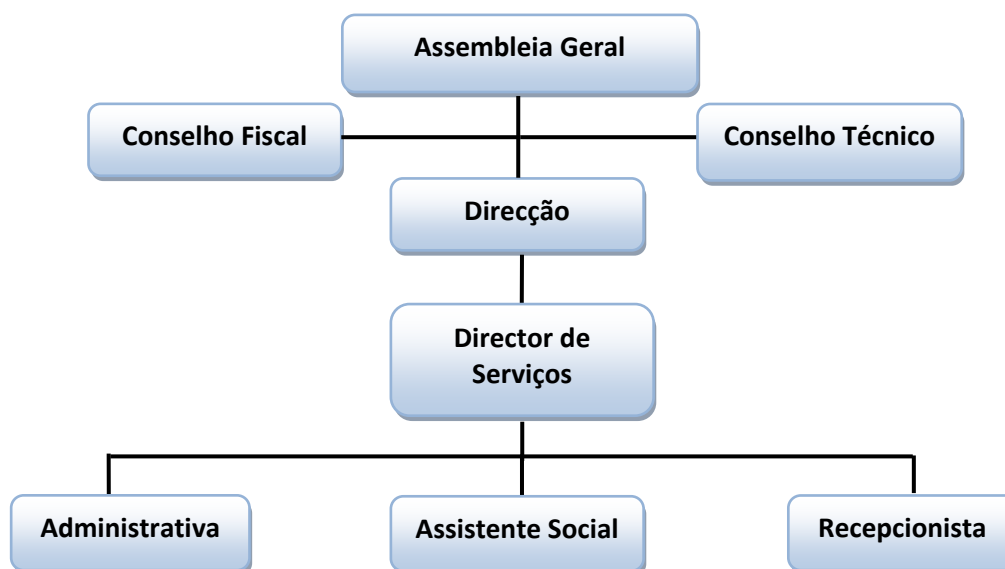 Assembleia Geral
Conselho Fiscal
Conselho Técnico
Direcção
Director de
Serviços
Administrativa
Assistente Social
Recepcionista